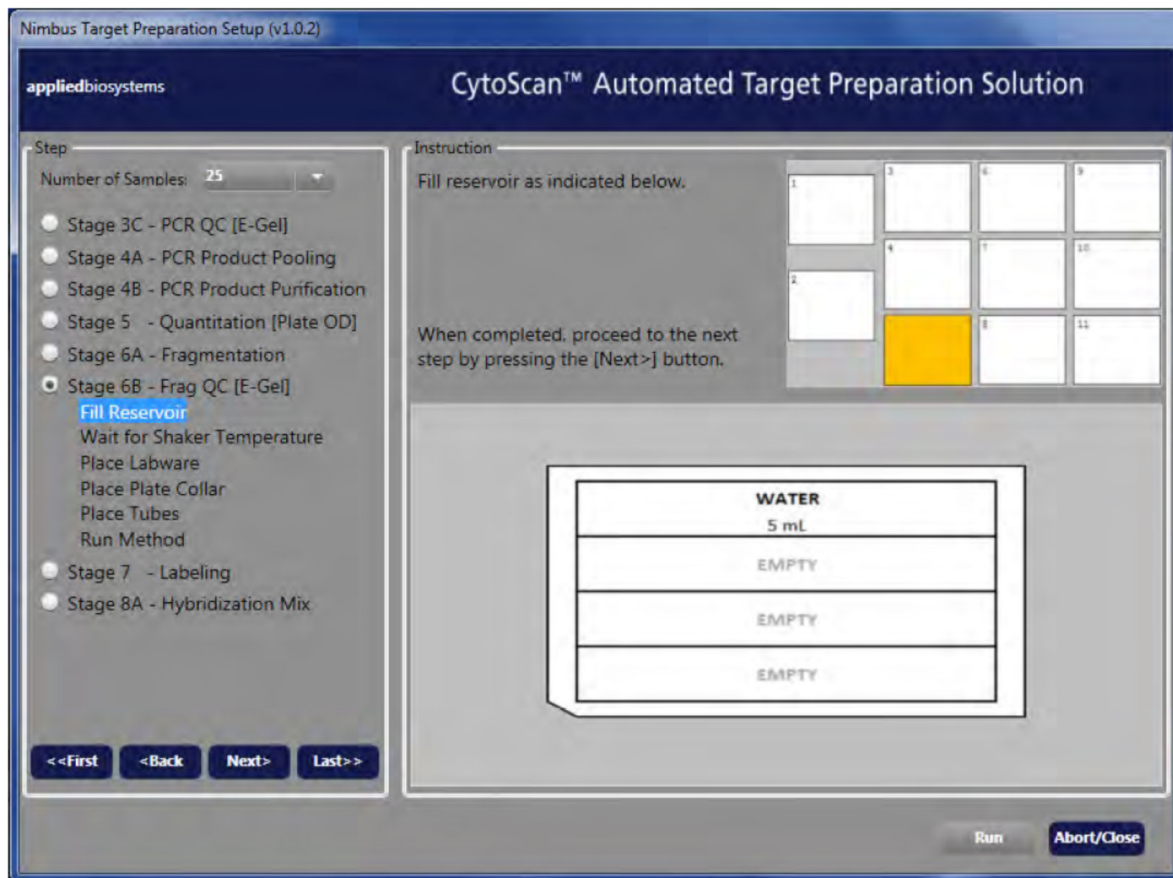 Nimbus Target Preparation Setup (v1.0.2)
appliedbiosystems
CytoScan™ Automated Target Preparation Solution
Step
Number of Samples: 25
Stage 3C - PCR QC [E-Gel]
Stage 4A - PCR Product Pooling
Stage 4B - PCR Product Purification
Stage 5 - Quantitation [Plate OD]
Stage 6A - Fragmentation
Stage 6B - Frag QC [E-Gel]
Fill Reservoir
Wait for Shaker Temperature
Place Labware
Place Plate Collar
Place Tubes
Run Method
Stage 7 - Labeling
Stage 8A - Hybridization Mix
<<First
<Back
Next>
Last>>
Instruction
Fill reservoir as indicated below.
When completed, proceed to the next
step by pressing the [Next>] button.
1
3
6
9
2
4
7
10
8
11
WATER
5 mL
EMPTY
EMPTY
EMPTY
Run
Abort/Close